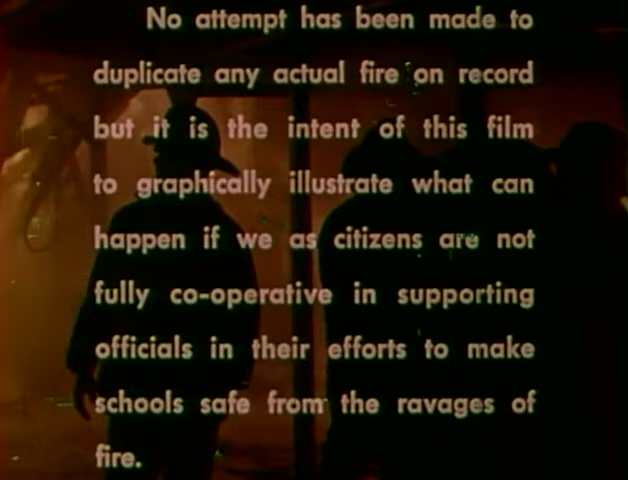 No attempt has been made to
duplicate any actual fire on record
but it is the intent of this film
to graphically illustrate what can
happen if we as citizens are not
fully co-operative in supporting
officials in their efforts to make
schools safe from the ravages of
fire.